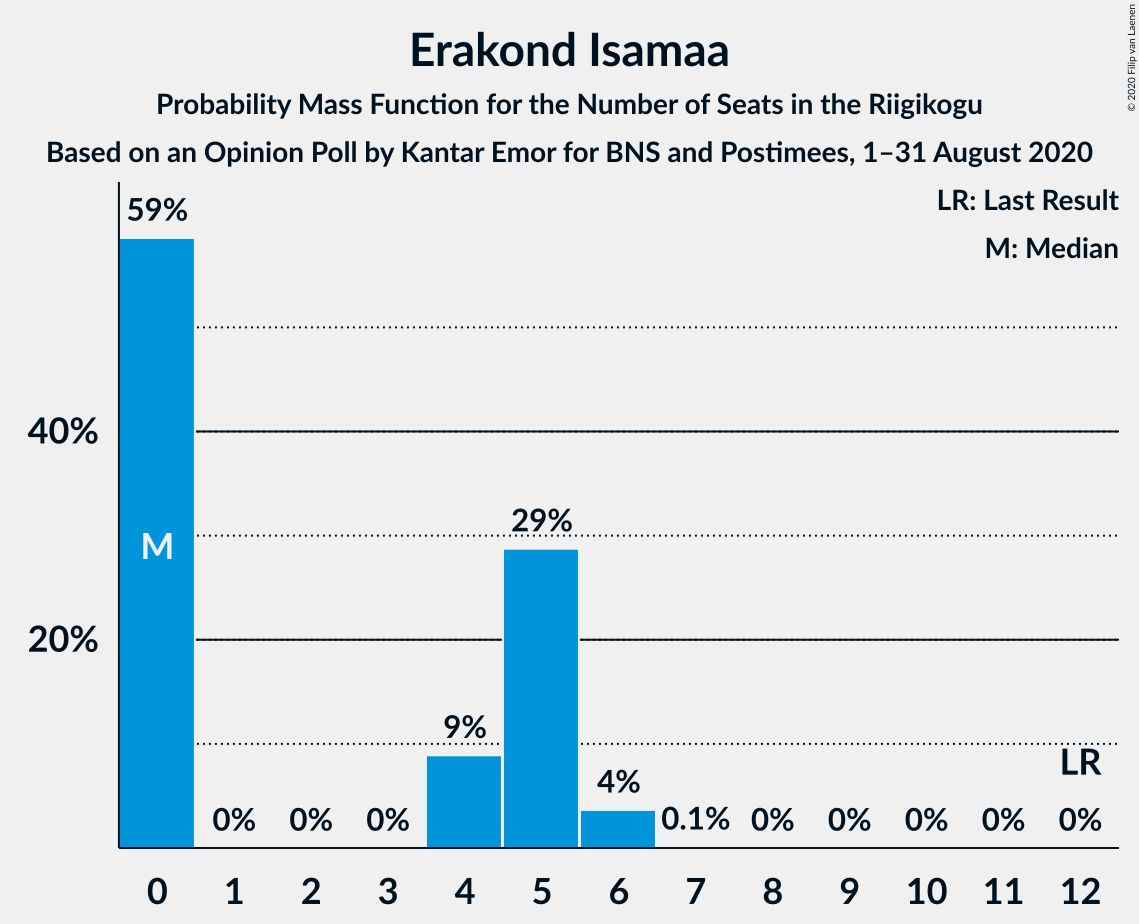 Erakond Isamaa
Probability Mass Function for the Number of Seats in the Riigikogu
Based on an Opinion Poll by Kantar Emor for BNS and Postimees, 1–31 August 2020
© 2020 Filip van Laenen
LR: Last Result
M: Median
59%
40%
M
29%
20%
9%
LR
4%
0% 0% 0% 0.1% 0% 0% 0% 0% 0%
0 1 2 3 4 5 6 7 8 9 10 11 12